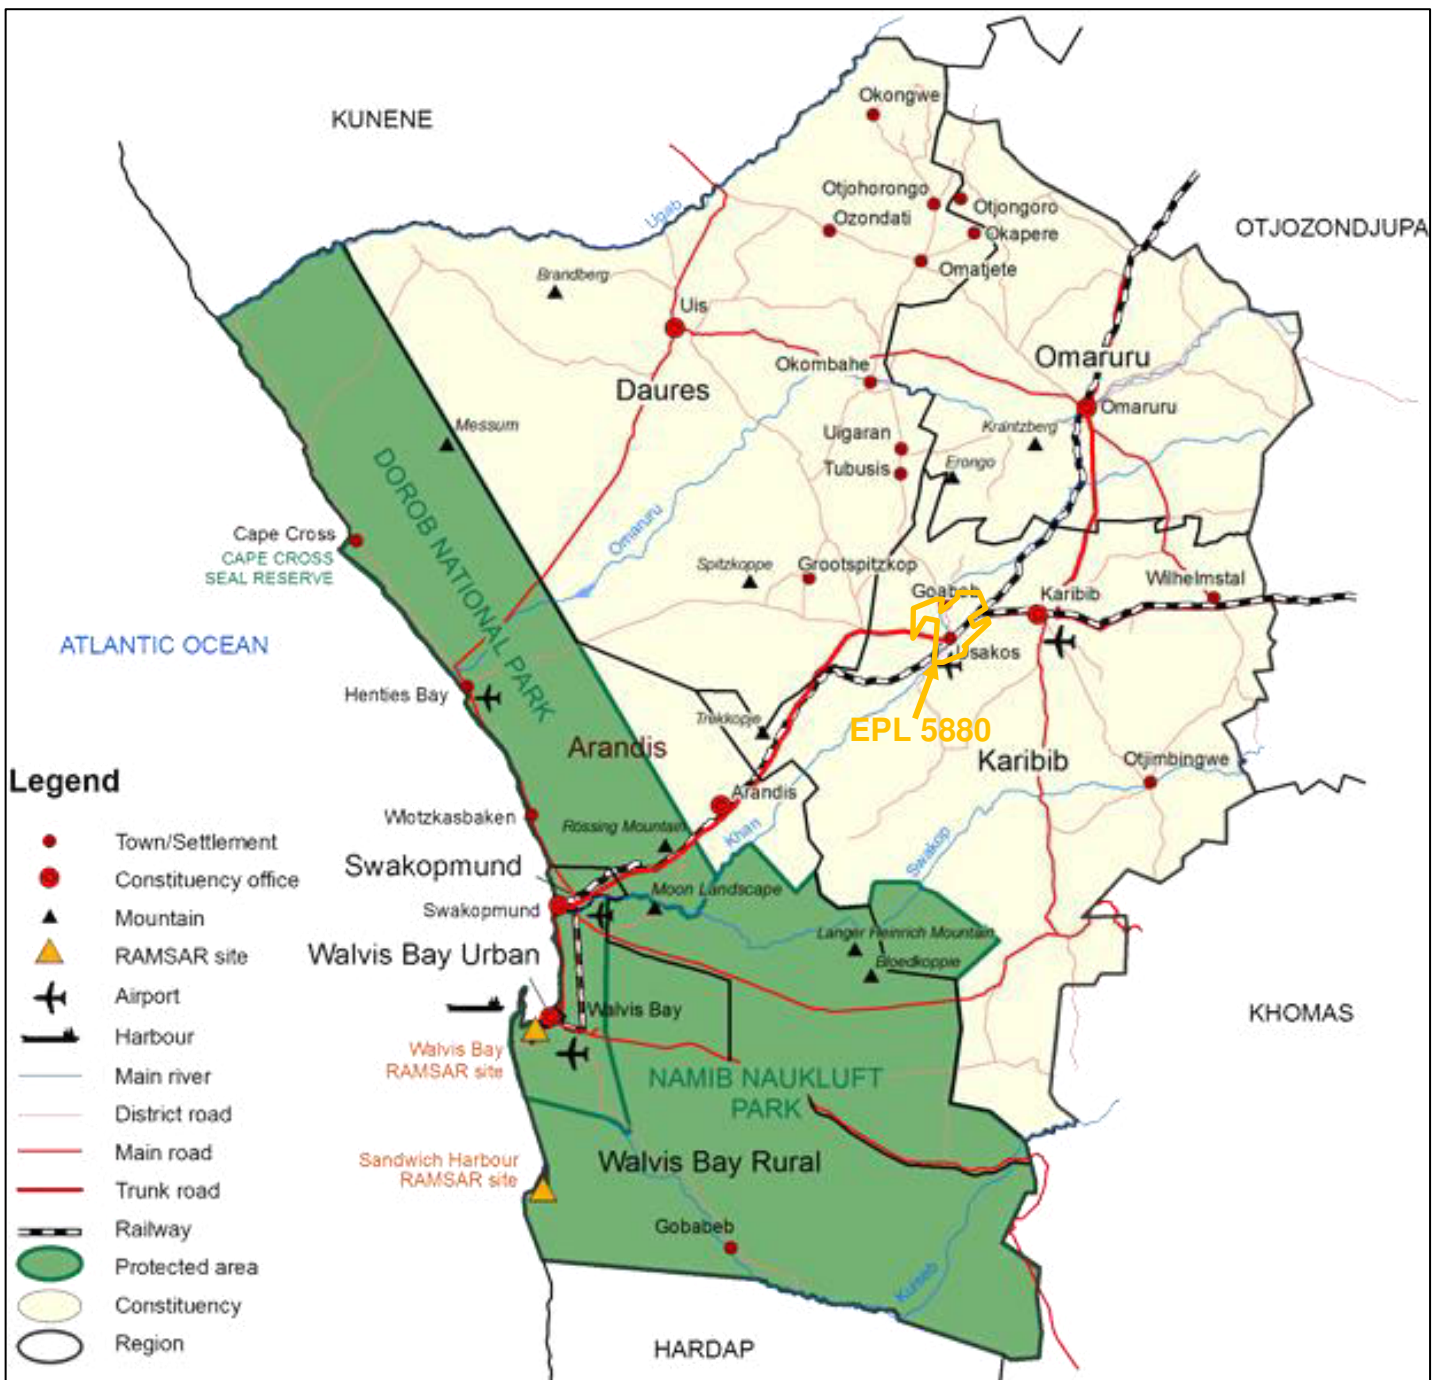 KUNENE
Okongwe
Otjohorongo
Otjongoro
Ozondati
Okapere
Ugab
OTJOZONDJUPA
Omatjete
Brandberg
Uis
Omaruru
Okombahe
Daures
Omaruru
Messum
Krantzberg
Uigaran
Erongo
Tubusis
DOROB NATIONAL PARK
Omaruru
Cape Cross
CAPE CROSS
SEAL RESERVE
Spitzkoppe
Grootspitzkop
Wilhelmstal
Goabeb
Karibib
ATLANTIC OCEAN
Usakos
Henties Bay
Trekkopje
EPL 5880
Arandis
Karibib
Otjimbingwe
Arandis
Wlotzkasbaken
Rössing Mountain
Khan
Swakop
Swakopmund
Moon Landscape
Swakopmund
Langer Heinrich Mountain
Walvis Bay Urban
Bloedkoppie
Walvis Bay
KHOMAS
Walvis Bay
RAMSAR site
NAMIB NAUKLUFT
PARK
Sandwich Harbour
RAMSAR site
Walvis Bay Rural
Gobabeb
Kuiseb
HARDAP
Legend
Town/Settlement
Constituency office
Mountain
RAMSAR site
Airport
Harbour
Main river
District road
Main road
Trunk road
Railway
Protected area
Constituency
Region